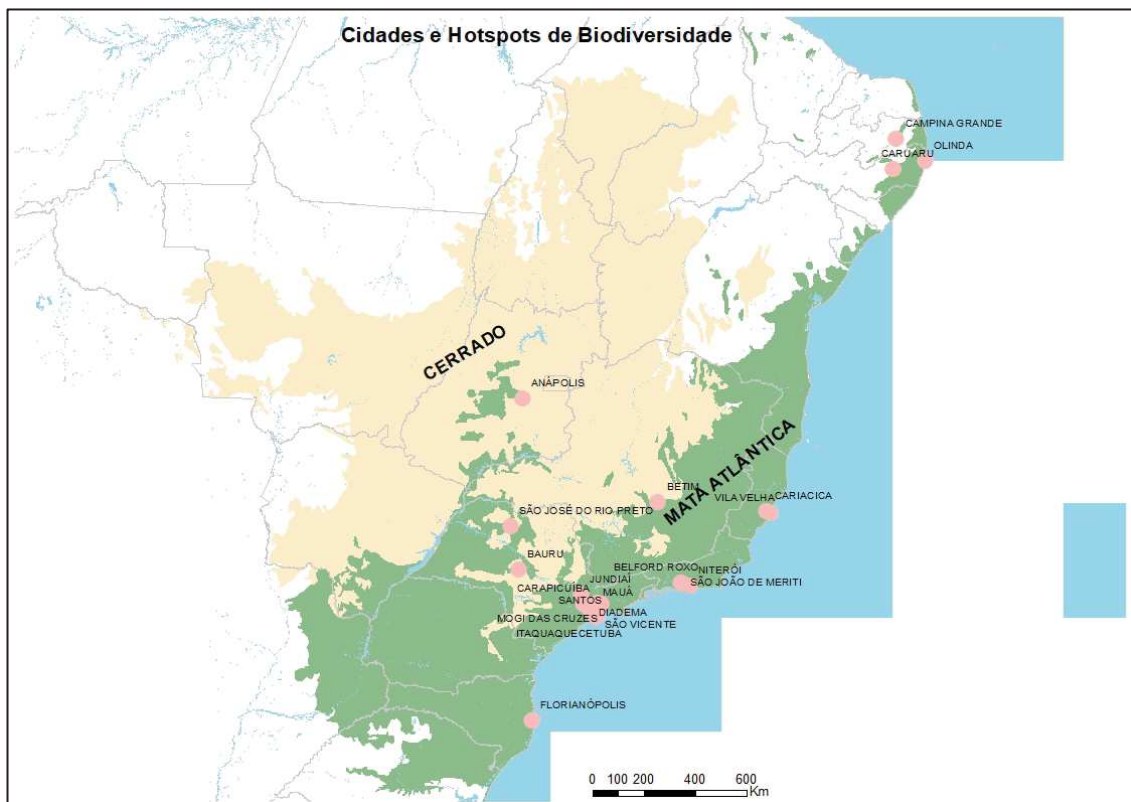 Cidades e Hotspots de Biodiversidade
CAMPINA GRANDE
OLINDA
CARUARU
CERRADO
ANÁPOLIS
MATA ATLÂNTICA
BETIM
VILA VELHA
CARIACICA
SÃO JOSÉ DO RIO PRETO
BAURU
BELFORD ROXO
NITERÓI
JUNDIAÍ
SÃO JOÃO DE MERITI
CARAPICUÍBA
MAUÁ
SANTOS
DIADEMA
MOGI DAS CRUZES
SÃO VICENTE
ITAQUAQUECETUBA
FLORIANÓPOLIS
0 100 200 400 600
Km